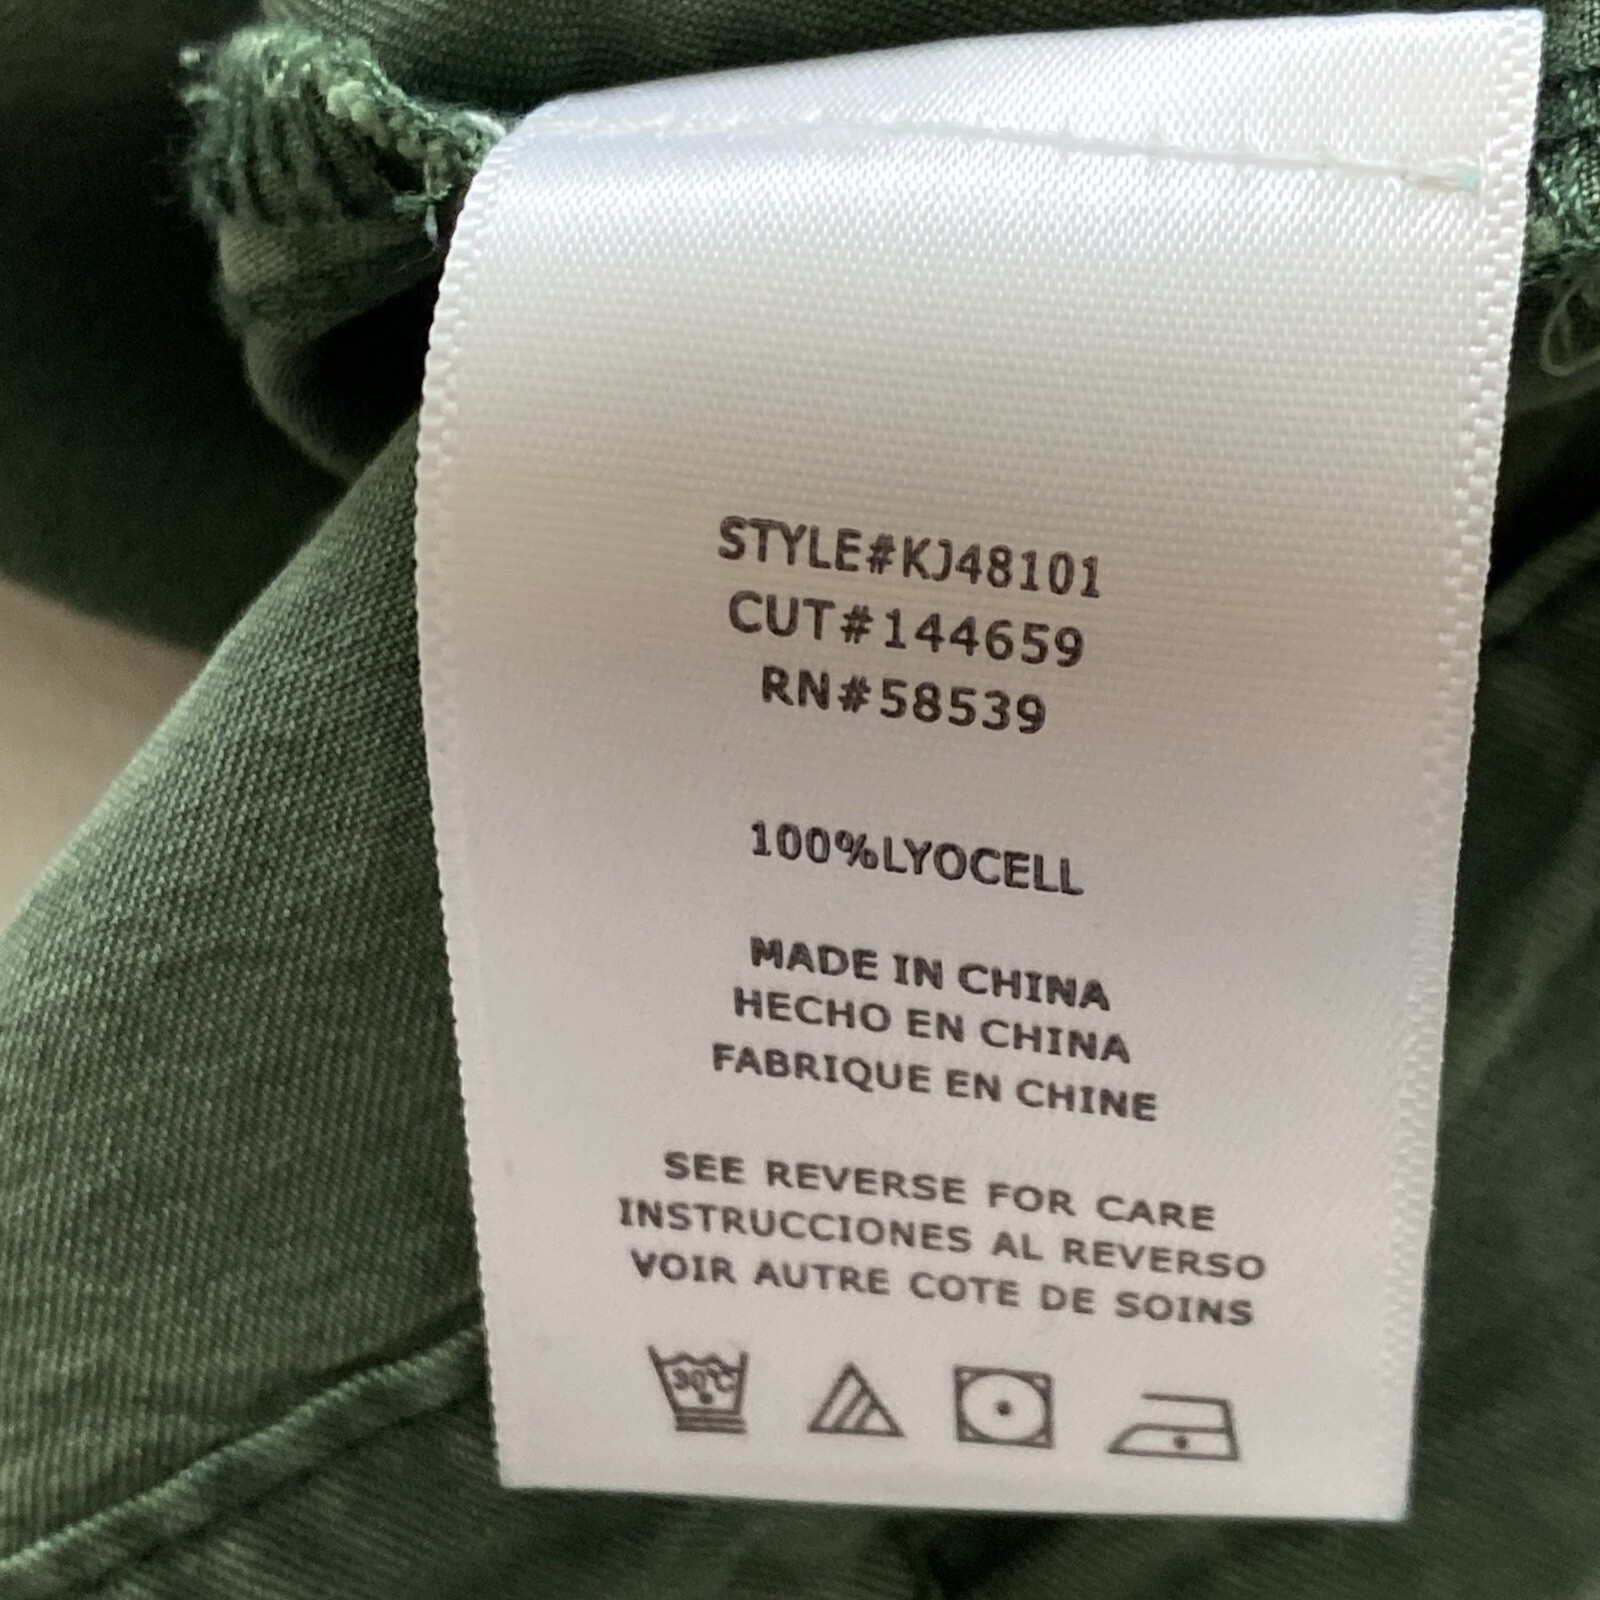 STYLE#KJ48101
CUT#144659
RN#58539
100%LYOCELL
MADE IN CHINA
HECHO EN CHINA
FABRIQUE EN CHINE
SEE REVERSE FOR CARE
INSTRUCCIONES AL REVERSO
VOIR AUTRE COTE DE SOINS
30°C